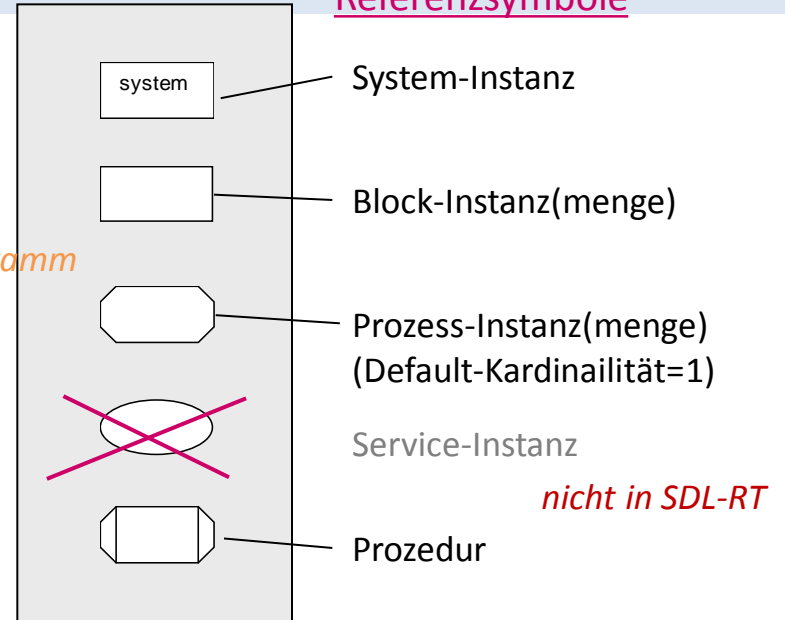 Referenzsymbole
system
System-Instanz
Block-Instanz(menge)
Prozess-Instanz(menge)
(Default-Kardinailität=1)
Service-Instanz
nicht in SDL-RT
Prozedur